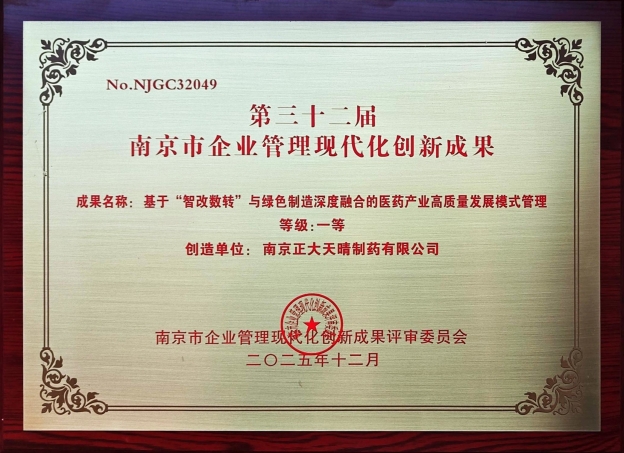 No.NJGC32049
第三十二届
南京市企业管理现代化创新成果
成果名称：基于“智改数转”与绿色制造深度融合的医药产业高质量发展模式管理
等级:一等
创造单位： 南京正大天晴制药有限公司
南京市企业管理现代化创新成果评审委员会
二〇二五年十二月